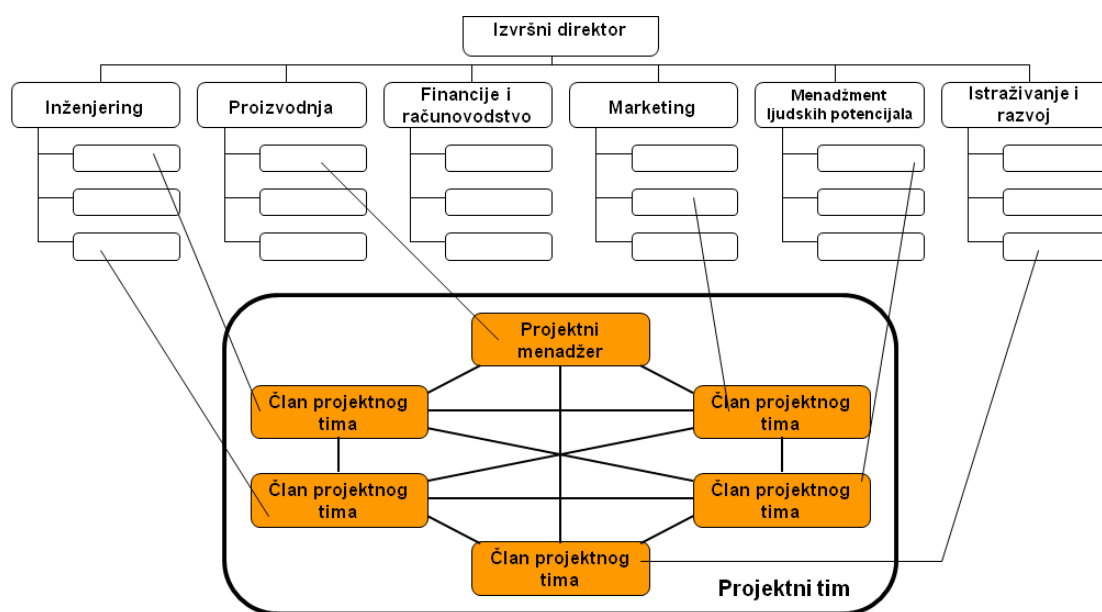 Izvršni direktor
Inženjering
Proizvodnja
Financije i
računovodstvo
Marketing
Menadžment
ljudskih potencijala
Istraživanje i
razvoj
Projektni
menadžer
Član projektnog
tima
Član projektnog
tima
Član projektnog
tima
Član projektnog
tima
Član projektnog
tima
Projektni tim